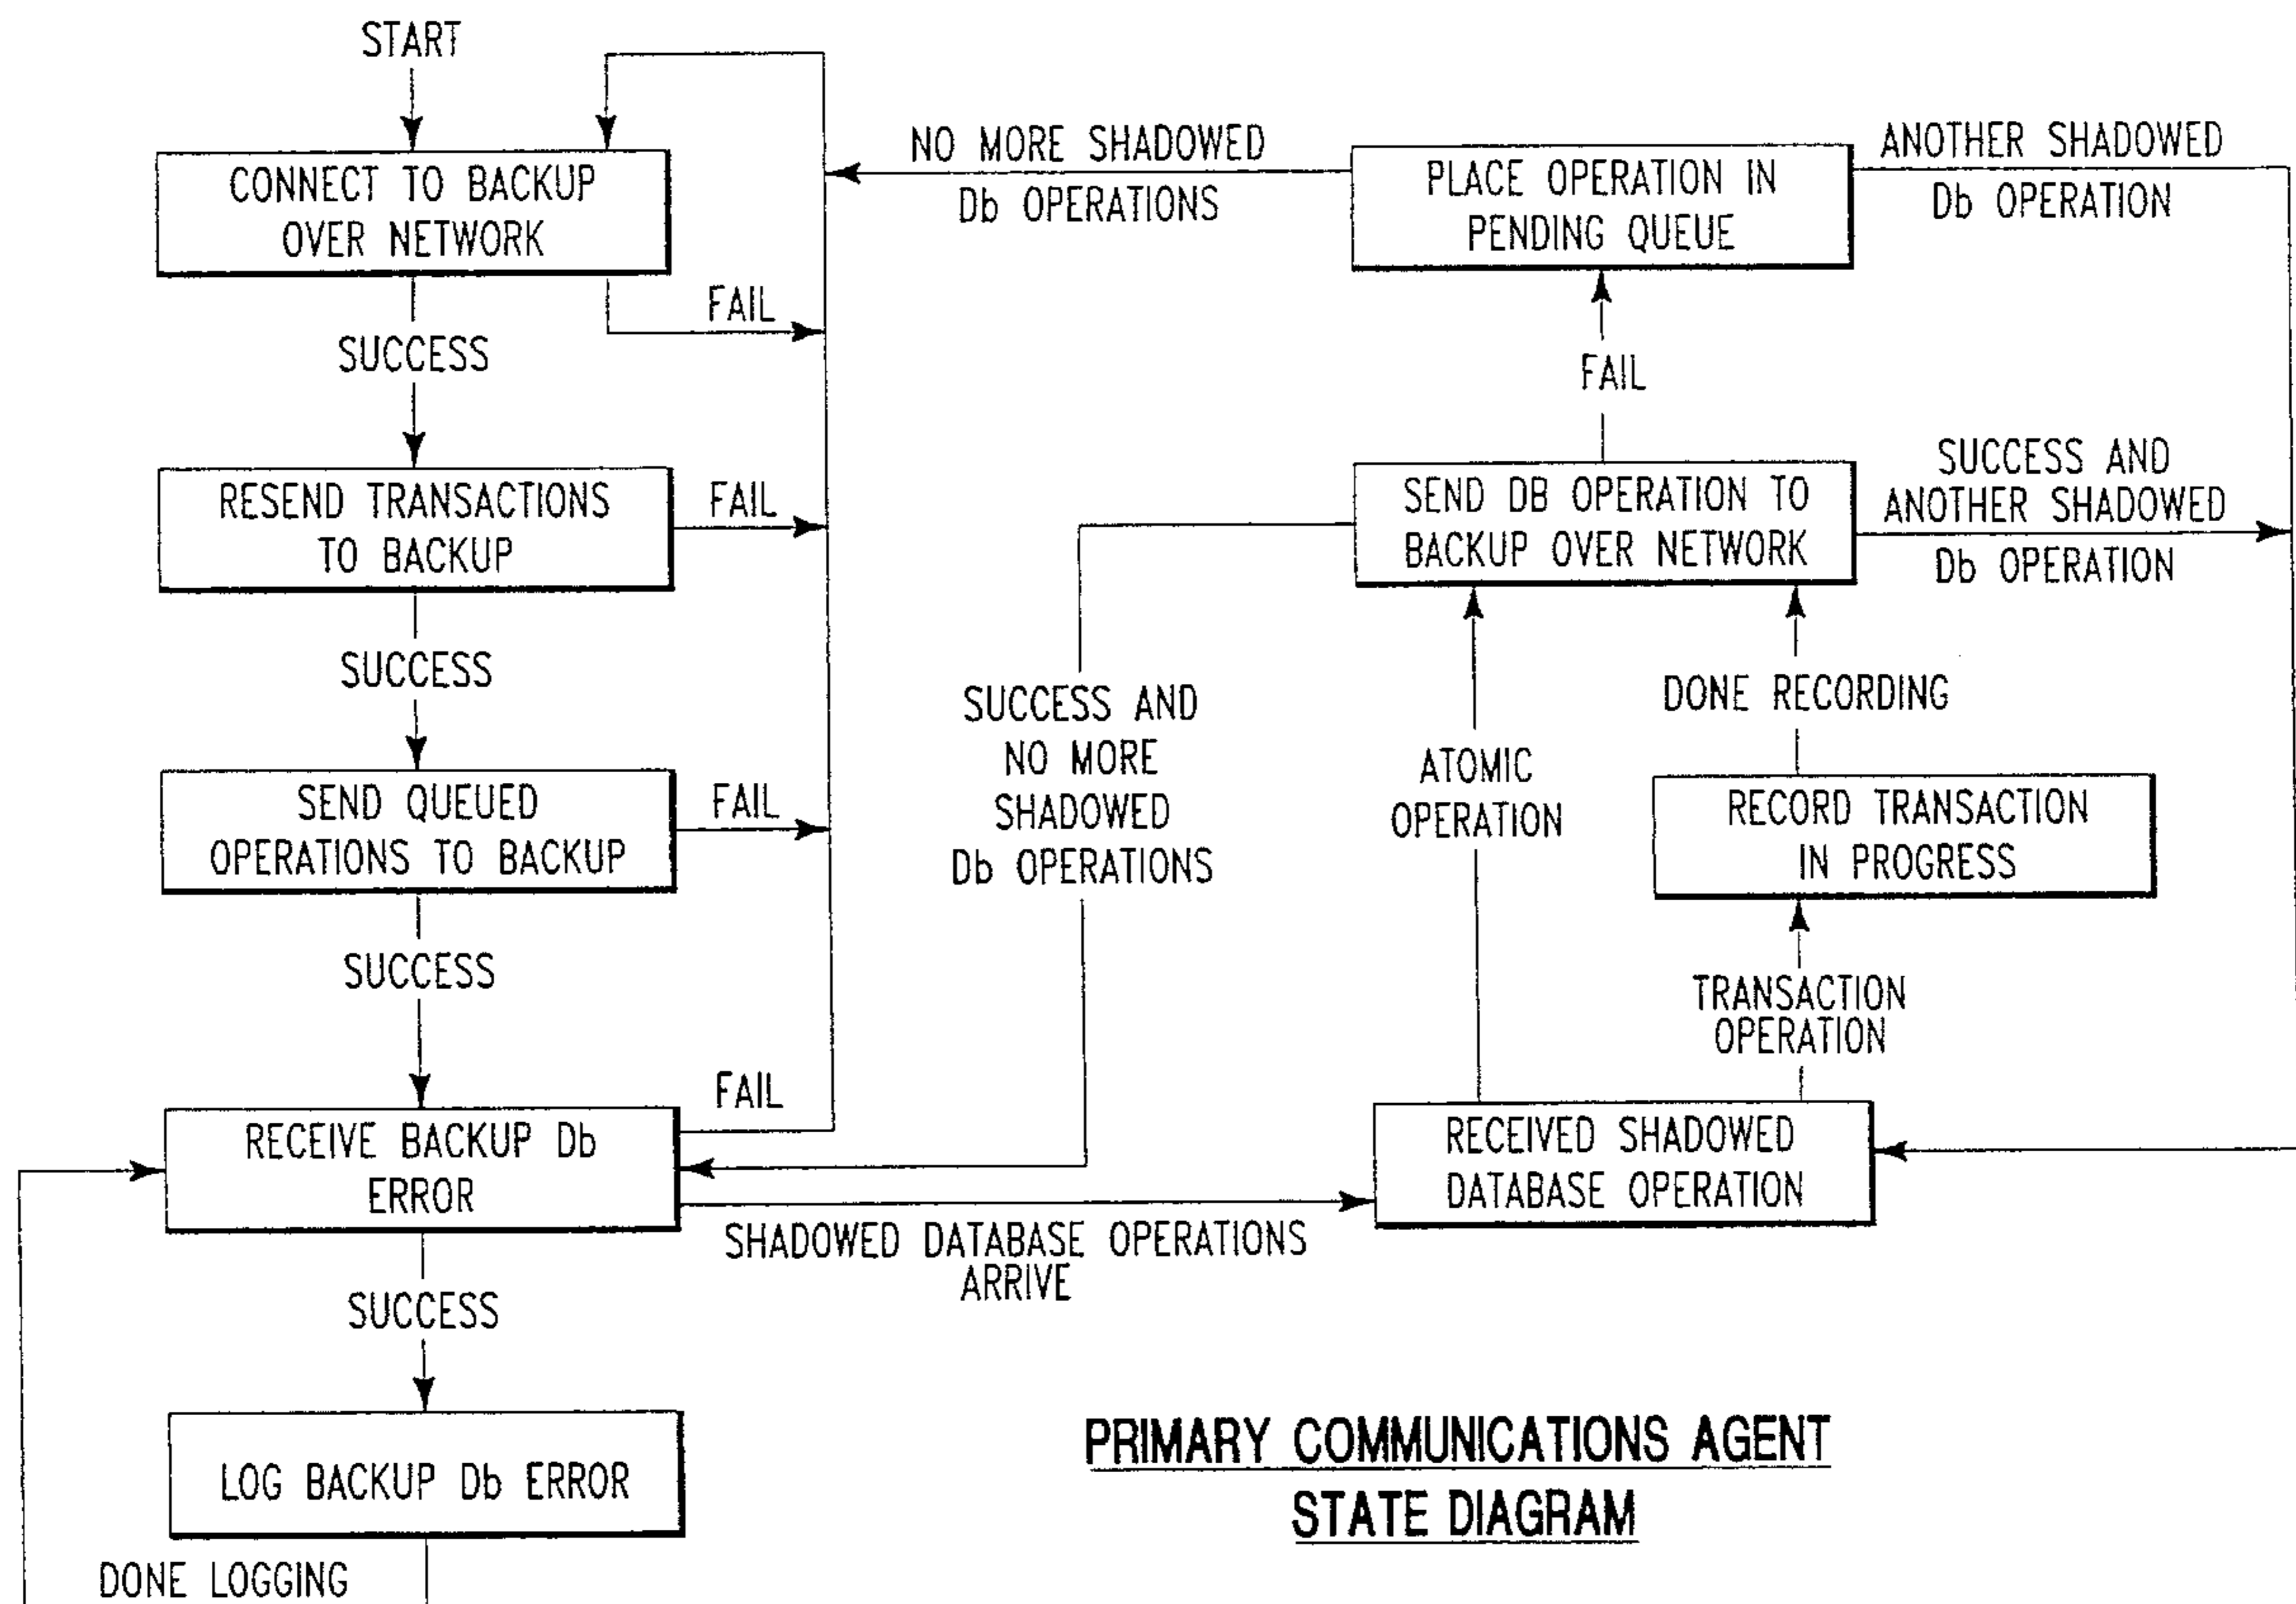 START
CONNECT TO BACKUP
OVER NETWORK
FAIL
SUCCESS
RESEND TRANSACTIONS
TO BACKUP
FAIL
SUCCESS
SEND QUEUED
OPERATIONS TO BACKUP
FAIL
SUCCESS
RECEIVE BACKUP Db
ERROR
FAIL
SUCCESS
LOG BACKUP Db ERROR
DONE LOGGING
NO MORE SHADOWED
Db OPERATIONS
PLACE OPERATION IN
PENDING QUEUE
ANOTHER SHADOWED
Db OPERATION
FAIL
SEND DB OPERATION TO
BACKUP OVER NETWORK
SUCCESS AND
ANOTHER SHADOWED
Db OPERATION
SUCCESS AND
NO MORE
SHADOWED
Db OPERATIONS
ATOMIC
OPERATION
DONE RECORDING
RECORD TRANSACTION
IN PROGRESS
TRANSACTION
OPERATION
RECEIVED SHADOWED
DATABASE OPERATION
SHADOWED DATABASE OPERATIONS
ARRIVE
PRIMARY COMMUNICATIONS AGENT
STATE DIAGRAM